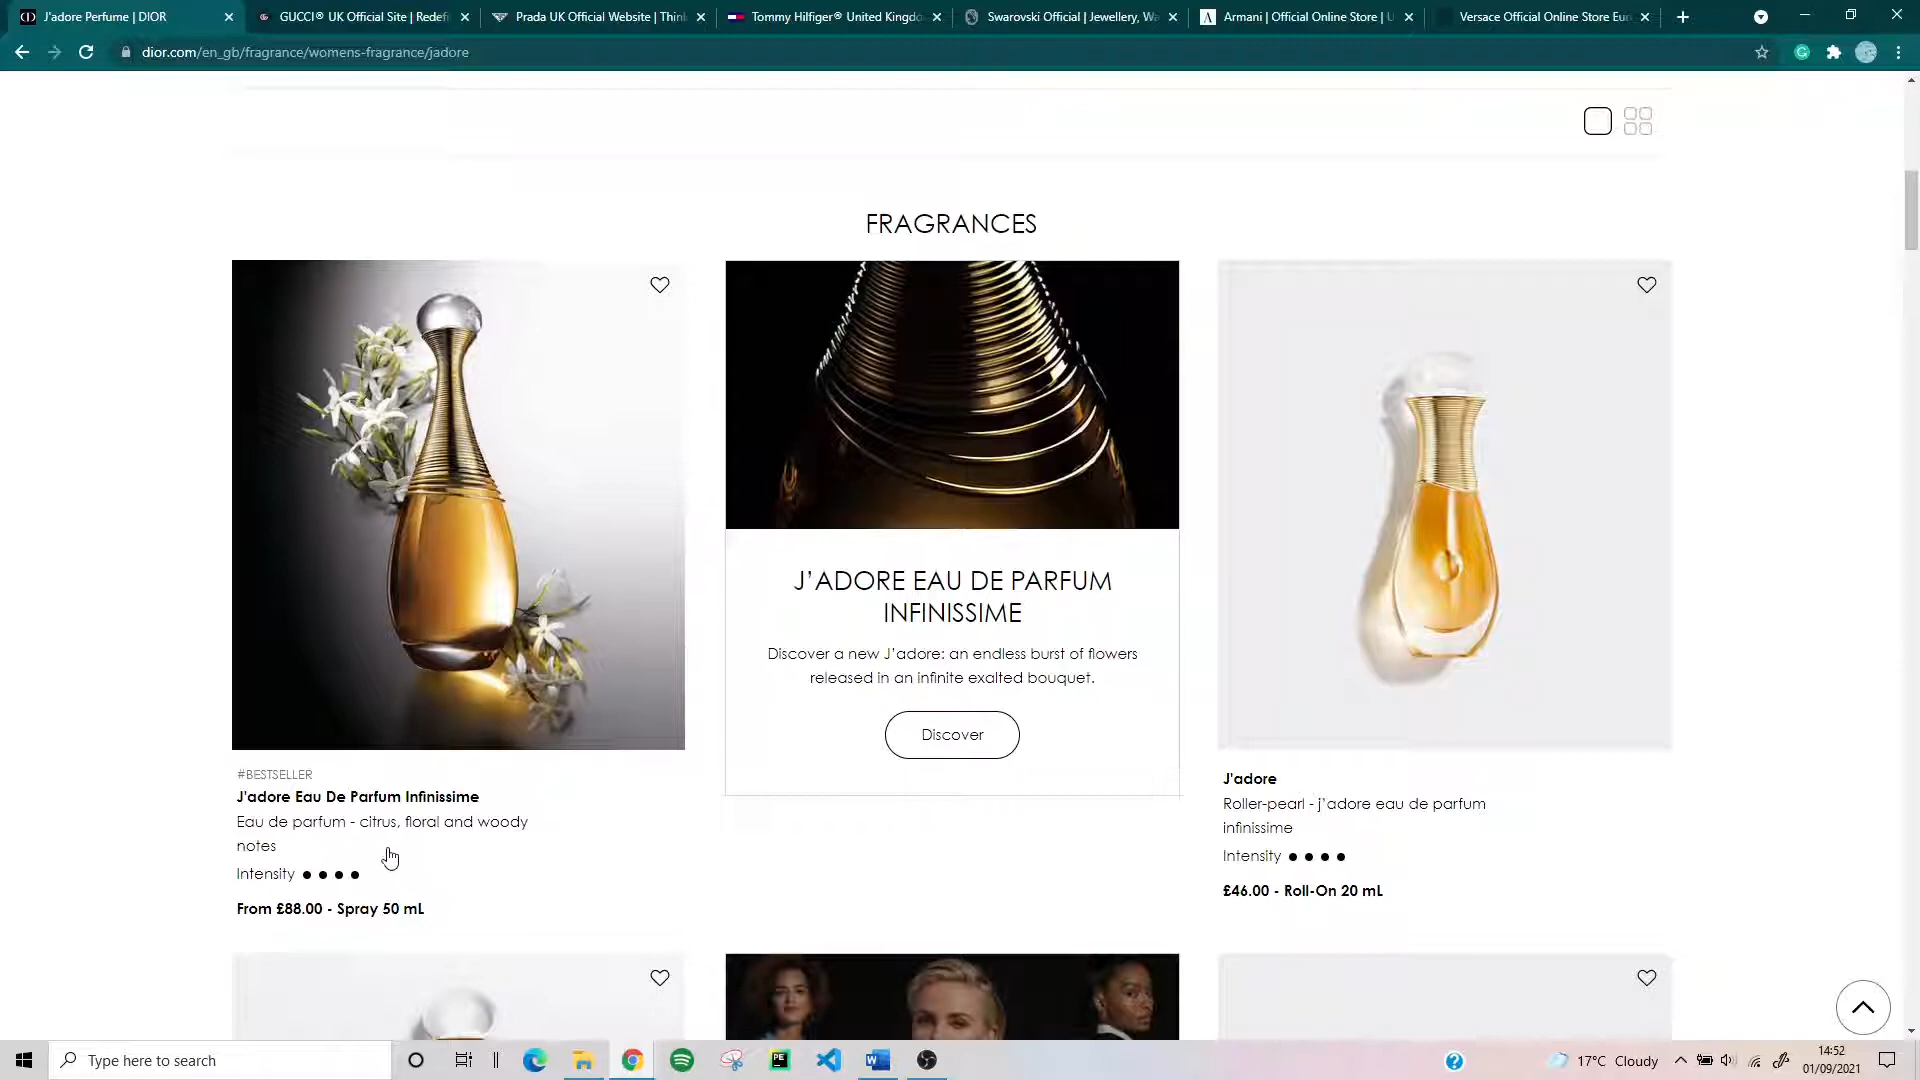 J'adore Perfume | DIOR
GUCCI® UK Official Site | Redefi
Prada UK Official Website | Thin
Tommy Hilfiger® United Kingdo
Swarovski Official | Jewellery, Wa
Armani | Official Online Store | U
Versace Official Online Store Eur
dior.com/en_gb/fragrance/womens-fragrance/jadore
FRAGRANCES
J'ADORE EAU DE PARFUM
INFINISSIME
Discover a new J'adore: an endless burst of flowers
released in an infinite exalted bouquet.
Discover
#BESTSELLER
J'adore Eau De Parfum Infinissime
Eau de parfum - citrus, floral and woody
notes
Intensity
From £88.00 - Spray 50 mL
J'adore
Roller-pearl - j'adore eau de parfum
infinissime
Intensity
£46.00 - Roll-On 20 mL
Type here to search
17°C Cloudy
14:52
01/09/2021